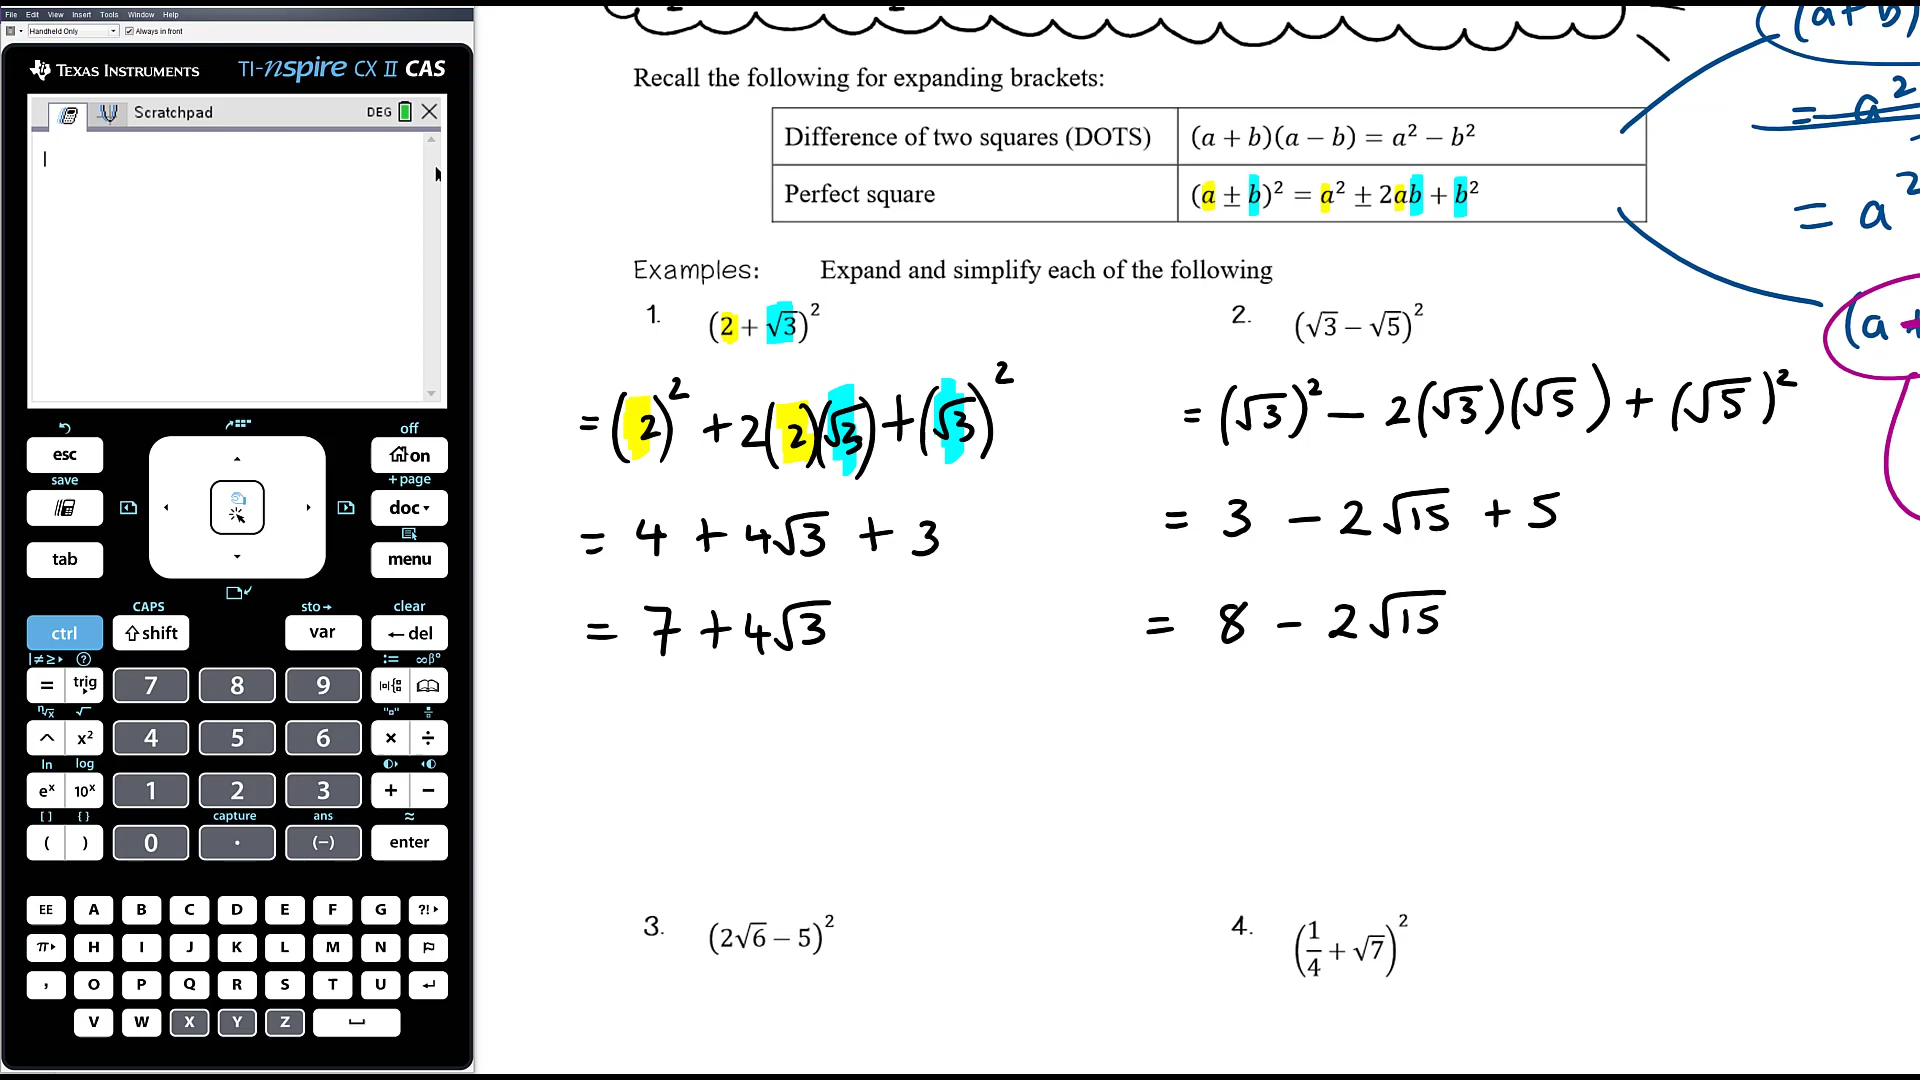 File Edit View Insert Tools Window Help
Handheld Only Always in front
TEXAS INSTRUMENTS TI-nspire CX II CAS
Scratchpad DEG
esc
save
tab
off
on
+ page
doc
menu
CAPS
sto→
clear
ctrl
shift
var
← del
|≠≥▸ ? := ∞β°
= trig 7 8 9 |□|{
ⁿ√x √
^ x² 4 5 6 × ÷
ln log
eˣ 10ˣ 1 2 3 + −
[ ] { } capture ans ≈
( ) 0 . (−) enter
EE A B C D E F G ?!▸
π▸ H I J K L M N
, O P Q R S T U ↵
V W X Y Z
Recall the following for expanding brackets:
Difference of two squares (DOTS) (a + b)(a − b) = a² − b²
Perfect square (a ± b)² = a² ± 2ab + b²
Examples: Expand and simplify each of the following
1. (2 + √3)²
= (2)² + 2(2)(√3) + (√3)²
= 4 + 4√3 + 3
= 7 + 4√3
2. (√3 − √5)²
= (√3)² − 2(√3)(√5) + (√5)²
= 3 − 2√15 + 5
= 8 − 2√15
3. (2√6 − 5)²
4. (1/4 + √7)²
(a+b)
= a²
= a²
(a +